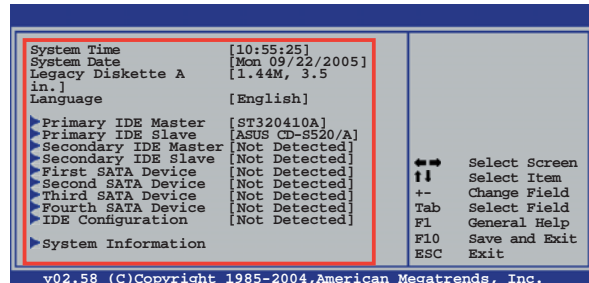 System Time [10:55:25]
System Date [Mon 09/22/2005]
Legacy Diskette A [1.44M, 3.5
in.]
Language [English]
Primary IDE Master [ST320410A]
Primary IDE Slave [ASUS CD-S520/A]
Secondary IDE Master [Not Detected]
Secondary IDE Slave [Not Detected]
First SATA Device [Not Detected]
Second SATA Device [Not Detected]
Third SATA Device [Not Detected]
Fourth SATA Device [Not Detected]
IDE Configuration [Not Detected]
System Information
Select Screen
Select Item
+- Change Field
Tab Select Field
F1 General Help
F10 Save and Exit
ESC Exit
v02.58 (C)Copyright 1985-2004,American Megatrends, Inc.